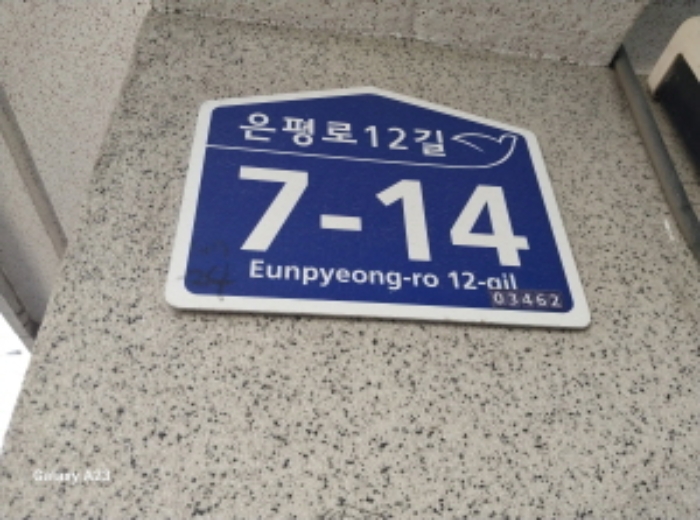 은평로12길
7-14
Eunpyeong-ro 12-gil
03462
Galaxy A23